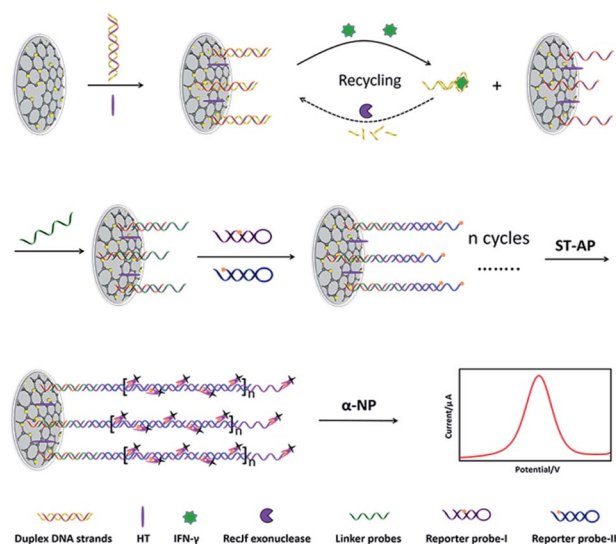 Recycling
+
n cycles
........
ST-AP
[ ]n
[ ]n
[ ]n
α-NP
Current/μ A
Potential/V
Duplex DNA strands HT IFN-γ RecJf exonuclease Linker probes Reporter probe-I Reporter probe-II